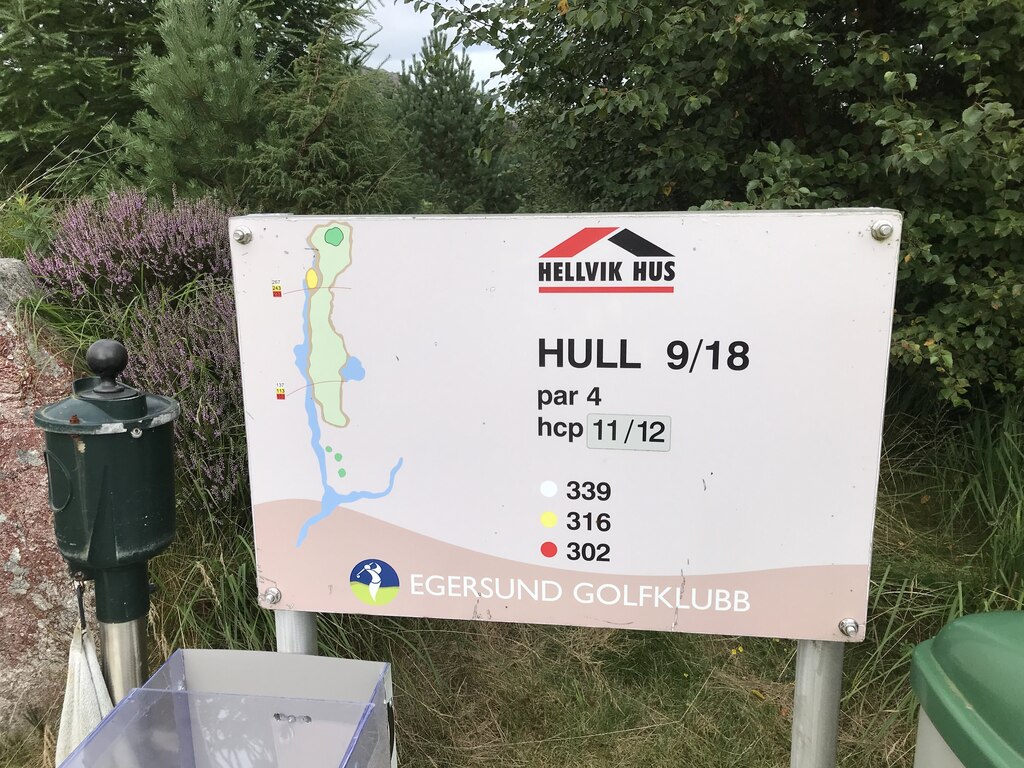 HELLVIK HUS
HULL 9/18
par 4
hcp 11/12
339
316
302
EGERSUND GOLFKLUBB